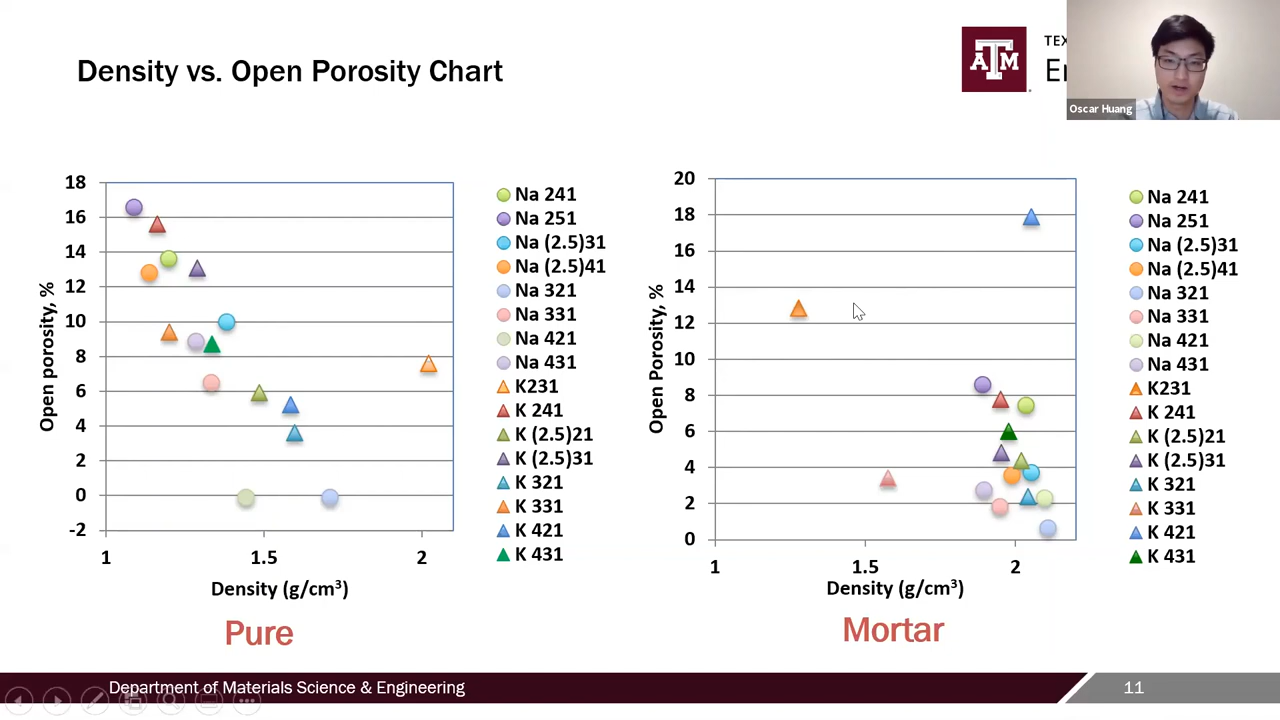 Density vs. Open Porosity Chart
ĀM
TEX
Oscar Huang
18
16
14
12
10
8
6
4
2
0
-2
Open porosity, %
1
1.5
2
Density (g/cm³)
Pure
Na 241
Na 251
Na (2.5)31
Na (2.5)41
Na 321
Na 331
Na 421
Na 431
K231
K 241
K (2.5)21
K (2.5)31
K 321
K 331
K 421
K 431
20
18
16
14
12
10
8
6
4
2
0
Open Porosity, %
1
1.5
2
Density (g/cm³)
Mortar
Na 241
Na 251
Na (2.5)31
Na (2.5)41
Na 321
Na 331
Na 421
Na 431
K231
K 241
K (2.5)21
K (2.5)31
K 321
K 331
K 421
K 431
Department of Materials Science & Engineering
11